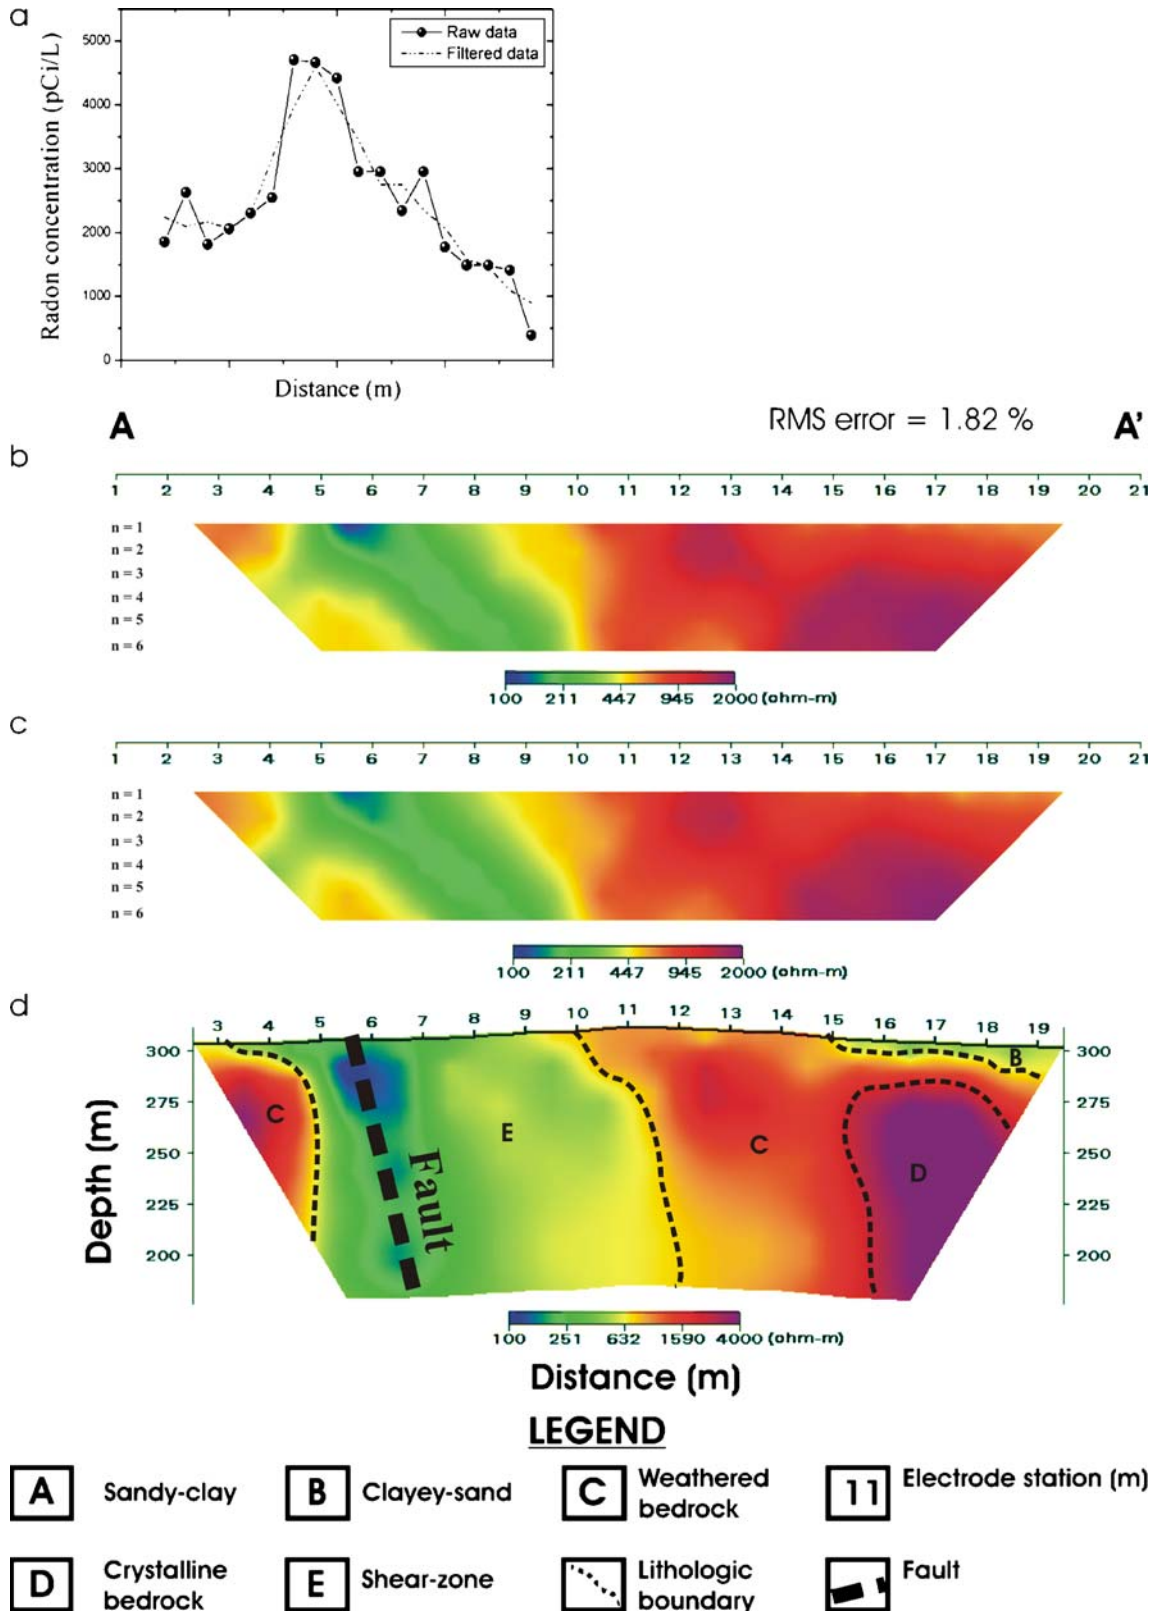 a
5000
4000
3000
2000
1000
0
Radon concentration (pCi/L)
Raw data
Filtered data
Distance (m)
A
RMS error = 1.82 %
A'
b
1 2 3 4 5 6 7 8 9 10 11 12 13 14 15 16 17 18 19 20 21
n = 1
n = 2
n = 3
n = 4
n = 5
n = 6
100 211 447 945 2000 (ohm-m)
c
1 2 3 4 5 6 7 8 9 10 11 12 13 14 15 16 17 18 19 20 21
n = 1
n = 2
n = 3
n = 4
n = 5
n = 6
100 211 447 945 2000 (ohm-m)
d
3 4 5 6 7 8 9 10 11 12 13 14 15 16 17 18 19
Depth (m)
300
275
250
225
200
C
Fault
E
C
D
B
300
275
250
225
200
100 251 632 1590 4000 (ohm-m)
Distance (m)
LEGEND
A Sandy-clay
B Clayey-sand
C Weathered bedrock
11 Electrode station (m)
D Crystalline bedrock
E Shear-zone
Lithologic boundary
Fault